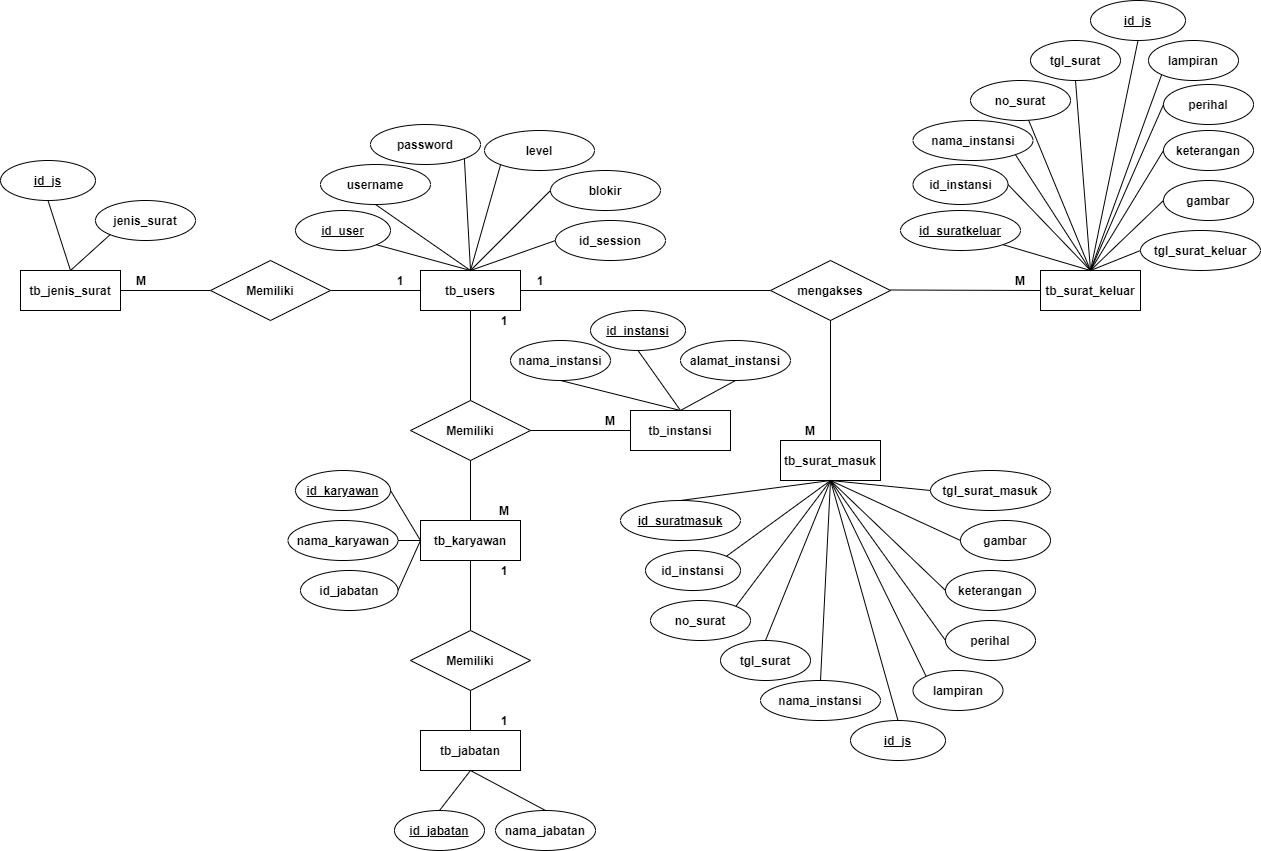 id_js
tgl_surat
lampiran
no_surat
perihal
nama_instansi
keterangan
id_instansi
gambar
id_suratkeluar
tgl_surat_keluar
password
level
username
blokir
id_user
id_session
id_js
jenis_surat
tb_jenis_surat
M
Memiliki
1
tb_users
1
mengakses
M
tb_surat_keluar
1
id_instansi
nama_instansi
alamat_instansi
Memiliki
M
tb_instansi
M
tb_surat_masuk
id_karyawan
nama_karyawan
id_jabatan
M
tb_karyawan
1
id_suratmasuk
id_instansi
no_surat
tgl_surat
nama_instansi
id_js
lampiran
perihal
keterangan
gambar
tgl_surat_masuk
Memiliki
1
tb_jabatan
id_jabatan
nama_jabatan